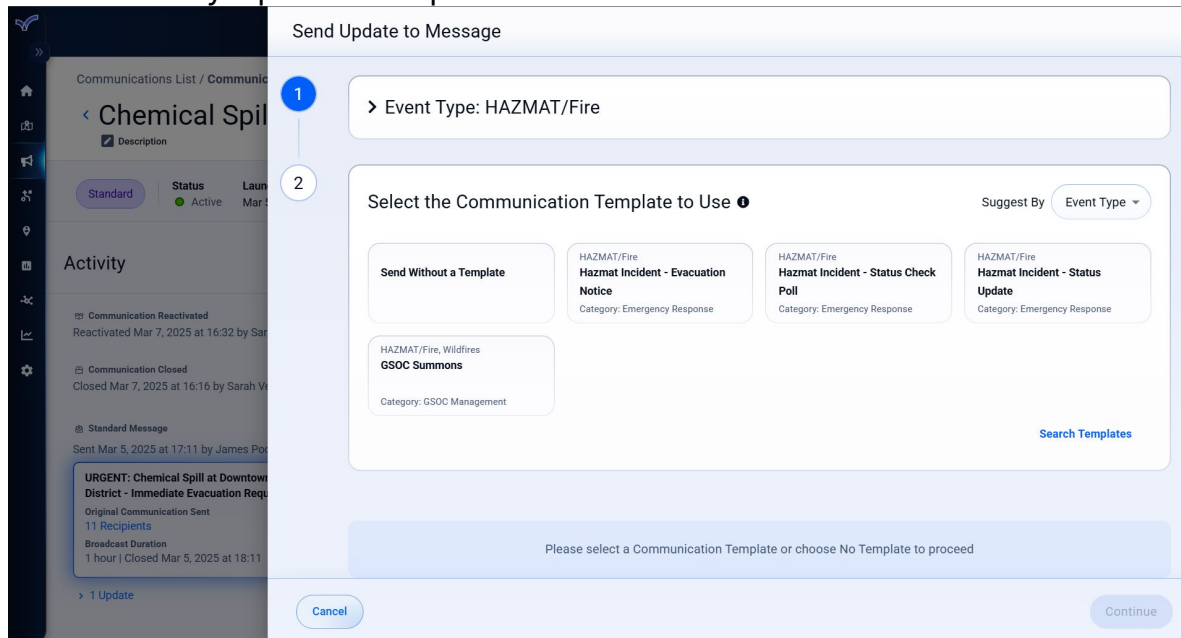 Send Update to Message
Communications List / Communic
Chemical Spil
Description
Standard
Status
Active
Laun
Mar
Activity
Communication Reactivated
Reactivated Mar 7, 2025 at 16:32 by Sar
Communication Closed
Closed Mar 7, 2025 at 16:16 by Sarah Ve
Standard Message
Sent Mar 5, 2025 at 17:11 by James Poo
URGENT: Chemical Spill at Downtown
District - Immediate Evacuation Requ
Original Communication Sent
11 Recipients
Broadcast Duration
1 hour | Closed Mar 5, 2025 at 18:11
> 1 Update
1
> Event Type: HAZMAT/Fire
2
Select the Communication Template to Use
Suggest By
Event Type
Send Without a Template
HAZMAT/Fire
Hazmat Incident - Evacuation
Notice
Category: Emergency Response
HAZMAT/Fire
Hazmat Incident - Status Check
Poll
Category: Emergency Response
HAZMAT/Fire
Hazmat Incident - Status
Update
Category: Emergency Response
HAZMAT/Fire, Wildfires
GSOC Summons
Category: GSOC Management
Search Templates
Please select a Communication Template or choose No Template to proceed
Cancel
Continue